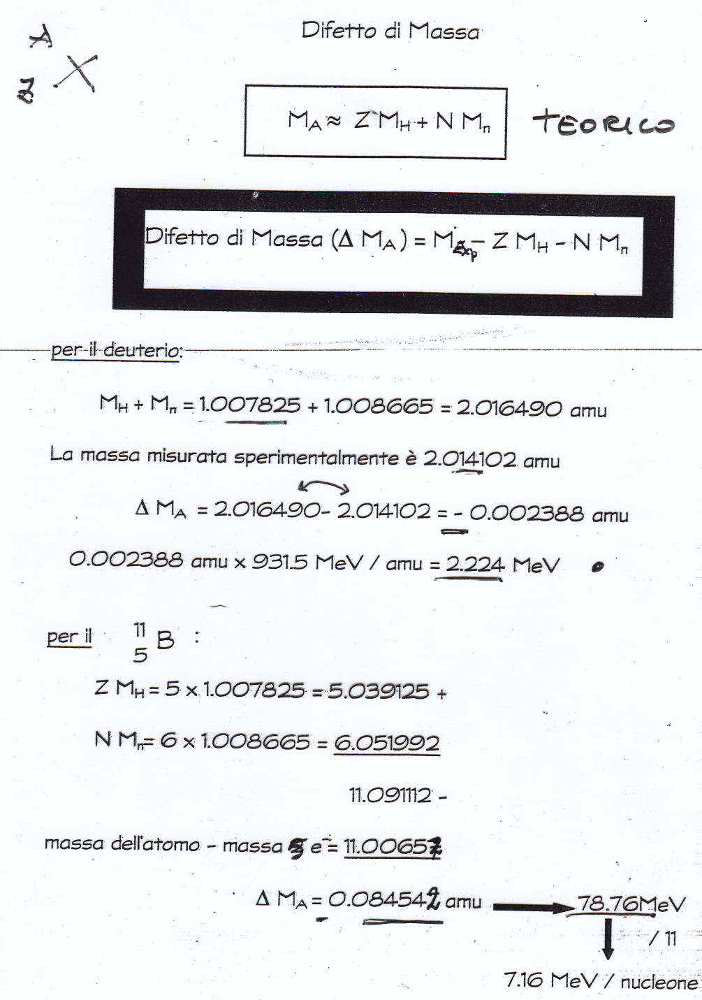 Difetto di Massa
A
Z X
M_A ≈ Z M_H + N M_n TEORICO
Difetto di Massa (Δ M_A) = M_exp - Z M_H - N M_n
per il deuterio:
M_H + M_n = 1.007825 + 1.008665 = 2.016490 amu
La massa misurata sperimentalmente è 2.014102 amu
Δ M_A = 2.016490- 2.014102 = - 0.002388 amu
0.002388 amu x 931.5 MeV / amu = 2.224 MeV
per il 11 5 B :
Z M_H = 5 x 1.007825 = 5.039125 +
N M_n= 6 x 1.008665 = 6.051992
11.091112 -
massa dell'atomo - massa 5 e⁻= 11.00657
Δ M_A = 0.084542 amu → 78.76MeV
/ 11
7.16 MeV / nucleone